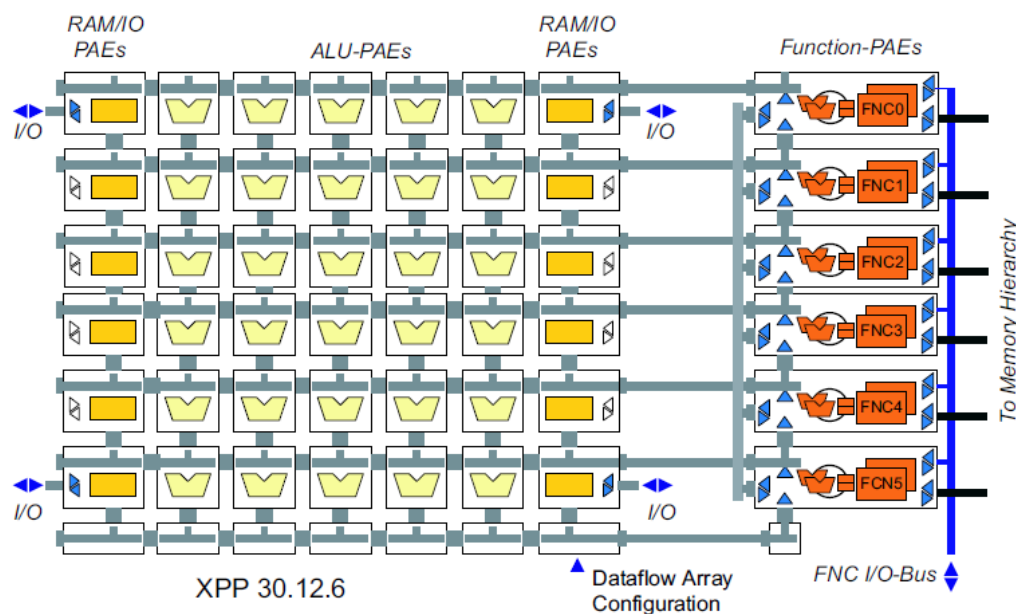 RAM/IO
PAEs
ALU-PAEs
RAM/IO
PAEs
Function-PAEs
I/O
I/O
FNC0
FNC1
FNC2
FNC3
FNC4
FCN5
To Memory Hierarchy
I/O
I/O
XPP 30.12.6
Dataflow Array
Configuration
FNC I/O-Bus